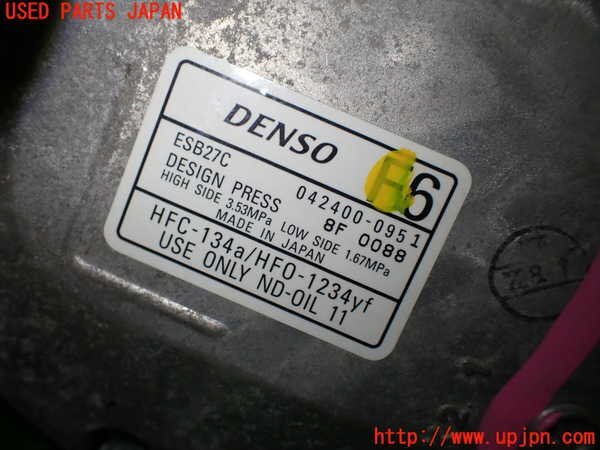 USED PARTS JAPAN
DENSO
R6
ESB27C
042400-0951
DESIGN PRESS
8F 0088
HIGH SIDE 3.53MPa LOW SIDE 1.67MPa
MADE IN JAPAN
HFC-134a/HFO-1234yf
USE ONLY ND-OIL 11
http://www.upjpn.com/